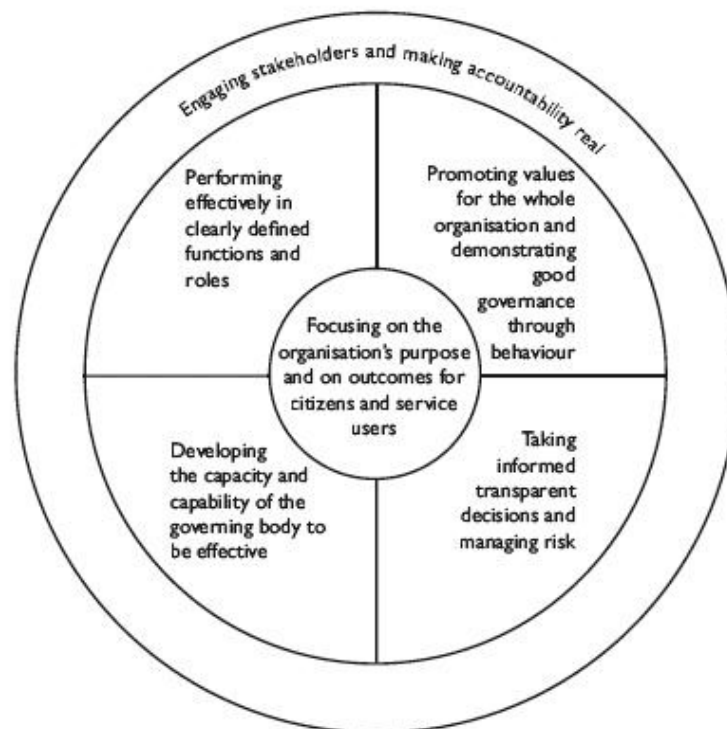 Engaging stakeholders and making accountability real
Performing
effectively in
clearly defined
functions and
roles
Promoting values
for the whole
organisation and
demonstrating
good
governance
through
behaviour
Focusing on the
organisation's purpose
and on outcomes for
citizens and service
users
Developing
the capacity and
capability of the
governing body to
be effective
Taking
informed
transparent
decisions and
managing risk